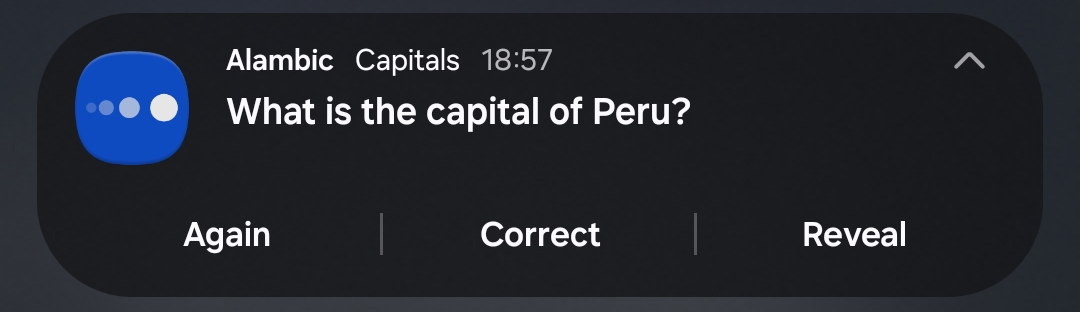 Alambic Capitals 18:57
What is the capital of Peru?
Again Correct Reveal